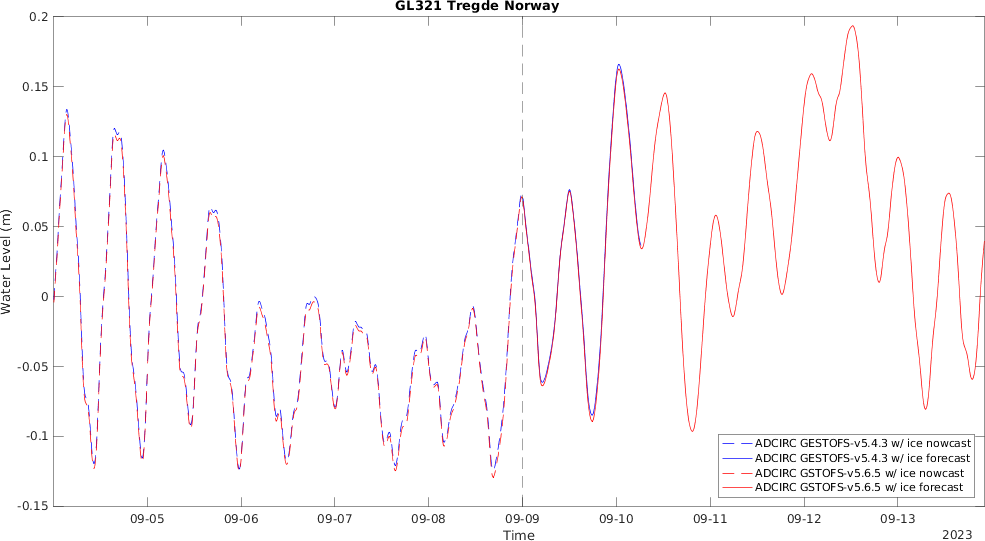 GL321 Tregde Norway
0.2
0.15
0.1
0.05
0
-0.05
-0.1
-0.15
Water Level (m)
09-05 09-06 09-07 09-08 09-09 09-10 09-11 09-12 09-13
Time
2023
ADCIRC GESTOFS-v5.4.3 w/ ice nowcast
ADCIRC GESTOFS-v5.4.3 w/ ice forecast
ADCIRC GSTOFS-v5.6.5 w/ ice nowcast
ADCIRC GSTOFS-v5.6.5 w/ ice forecast